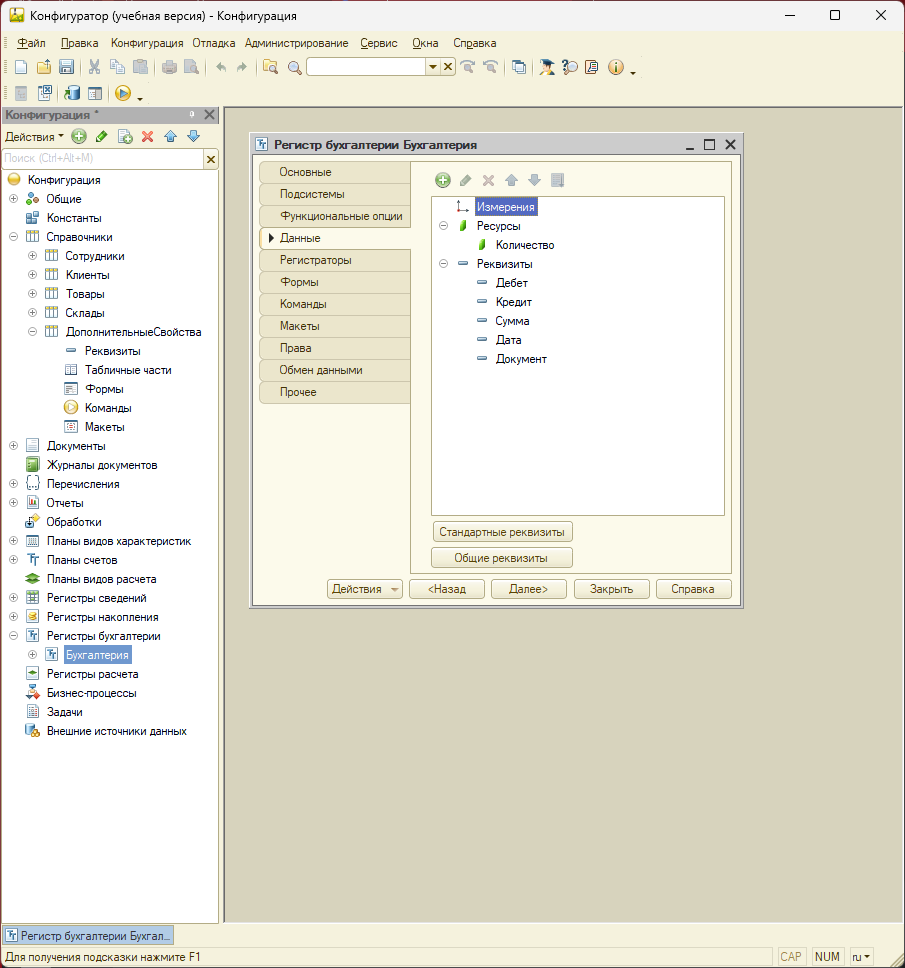 Конфигуратор (учебная версия) - Конфигурация
Файл Правка Конфигурация Отладка Администрирование Сервис Окна Справка
Конфигурация *
Действия
Поиск (Ctrl+Alt+M)
Конфигурация
Общие
Константы
Справочники
Сотрудники
Клиенты
Товары
Склады
ДополнительныеСвойства
Реквизиты
Табличные части
Формы
Команды
Макеты
Документы
Журналы документов
Перечисления
Отчеты
Обработки
Планы видов характеристик
Планы счетов
Планы видов расчета
Регистры сведений
Регистры накопления
Регистры бухгалтерии
Бухгалтерия
Регистры расчета
Бизнес-процессы
Задачи
Внешние источники данных
Регистр бухгалтерии Бухгалтерия
Основные
Подсистемы
Функциональные опции
Данные
Регистраторы
Формы
Команды
Макеты
Права
Обмен данными
Прочее
Измерения
Ресурсы
Количество
Реквизиты
Дебет
Кредит
Сумма
Дата
Документ
Стандартные реквизиты
Общие реквизиты
Действия <Назад Далее> Закрыть Справка
Регистр бухгалтерии Бухгал...
Для получения подсказки нажмите F1 CAP NUM ru